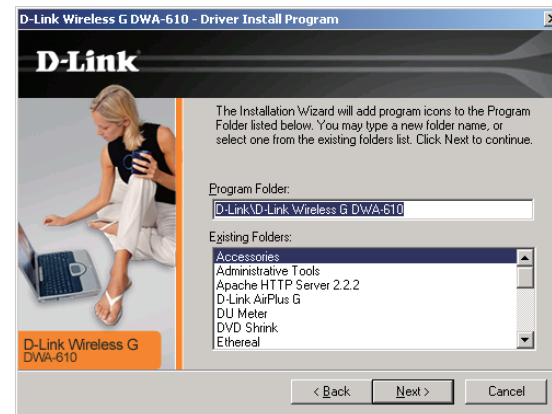 D-Link Wireless G DWA-610 - Driver Install Program
D-Link
The Installation Wizard will add program icons to the Program
Folder listed below. You may type a new folder name, or
select one from the existing folders list. Click Next to continue.
Program Folder:
D-Link\D-Link Wireless G DWA-610
Existing Folders:
Accessories
Administrative Tools
Apache HTTP Server 2.2.2
D-Link AirPlus G
DU Meter
DVD Shrink
Ethereal
D-Link Wireless G
DWA-610
< Back
Next >
Cancel